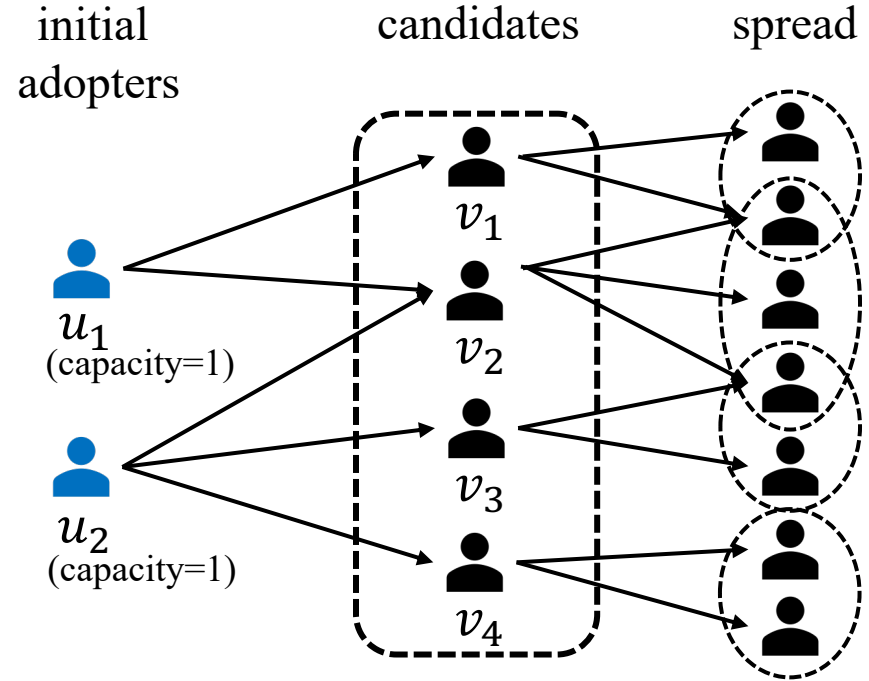 initial
adopters
candidates
spread
u₁
(capacity=1)
u₂
(capacity=1)
v₁
v₂
v₃
v₄